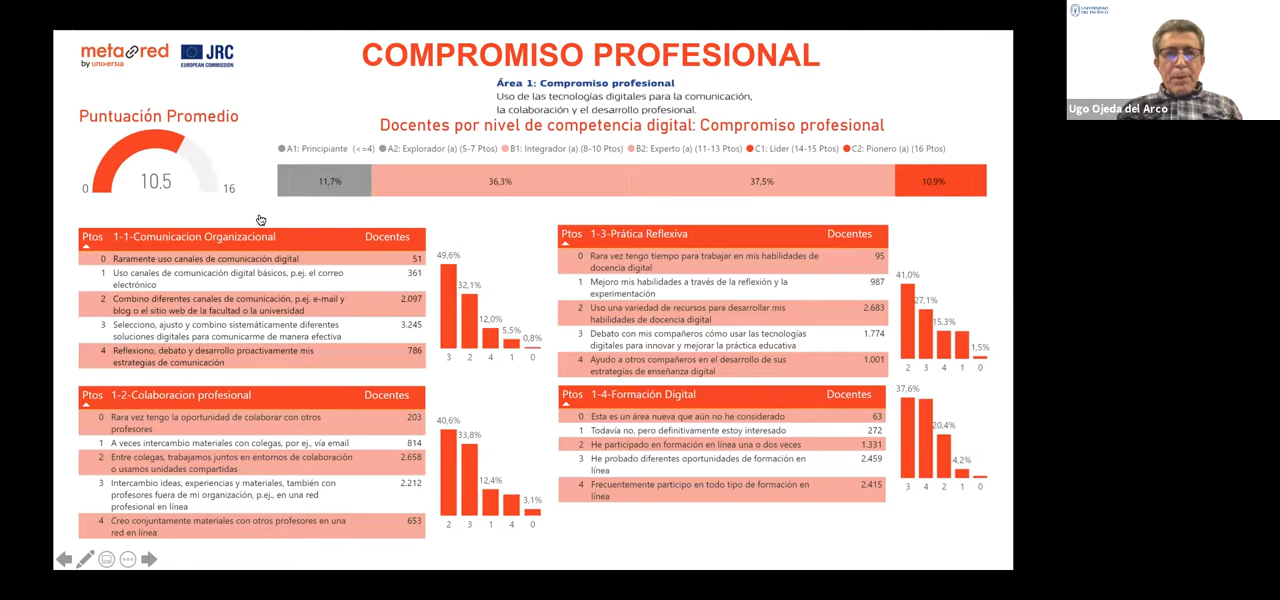 UNIVERSIDAD
DEL PACÍFICO
Ugo Ojeda del Arco
metared
by universia
JRC
EUROPEAN COMMISSION
COMPROMISO PROFESIONAL
Área 1: Compromiso profesional
Uso de las tecnologías digitales para la comunicación,
la colaboración y el desarrollo profesional.
Puntuación Promedio
0
10,5
16
Docentes por nivel de competencia digital: Compromiso profesional
A1: Principiante (<=4) A2: Explorador (a) (5-7 Ptos) B1: Integrador (a) (8-10 Ptos) B2: Experto (a) (11-13 Ptos) C1: Lider (14-15 Ptos) C2: Pionero (a) (16 Ptos)
11,7% 36,3% 37,5% 10,9%
Ptos 1-1-Comunicacion Organizacional Docentes
0 Raramente uso canales de comunicación digital 51
1 Uso canales de comunicación digital básicos, p.ej. el correo 361
electrónico
2 Combino diferentes canales de comunicación, p.ej. e-mail y 2.097
blog o el sitio web de la facultad o la universidad
3 Selecciono, ajusto y combino sistemáticamente diferentes 3.245
soluciones digitales para comunicarme de manera efectiva
4 Reflexiono, debato y desarrollo proactivamente mis 786
estrategias de comunicación
49,6%
32,1%
12,0%
5,5%
0,8%
3 2 4 1 0
Ptos 1-2-Colaboracion profesional Docentes
0 Rara vez tengo la oportunidad de colaborar con otros 203
profesores
1 A veces intercambio materiales con colegas, por ej., vía email 814
2 Entre colegas, trabajamos juntos en entornos de colaboración 2.658
o usamos unidades compartidas
3 Intercambio ideas, experiencias y materiales, también con 2.212
profesores fuera de mi organización, p.ej., en una red
profesional en línea
4 Creo conjuntamente materiales con otros profesores en una 653
red en línea
40,6%
33,8%
12,4%
3,1%
2 3 1 4 0
Ptos 1-3-Prática Reflexiva Docentes
0 Rara vez tengo tiempo para trabajar en mis habilidades de 95
docencia digital
1 Mejoro mis habilidades a través de la reflexión y la 987
experimentación
2 Uso una variedad de recursos para desarrollar mis 2.683
habilidades de docencia digital
3 Debato con mis compañeros cómo usar las tecnologías 1.774
digitales para innovar y mejorar la práctica educativa
4 Ayudo a otros compañeros en el desarrollo de sus 1.001
estrategias de enseñanza digital
41,0%
27,1%
15,3%
1,5%
2 3 4 1 0
Ptos 1-4-Formación Digital Docentes
0 Esta es un área nueva que aún no he considerado 63
1 Todavía no, pero definitivamente estoy interesado 272
2 He participado en formación en línea una o dos veces 1.331
3 He probado diferentes oportunidades de formación en 2.459
línea
4 Frecuentemente participo en todo tipo de formación en 2.415
línea
37,6%
20,4%
4,2%
3 4 2 1 0